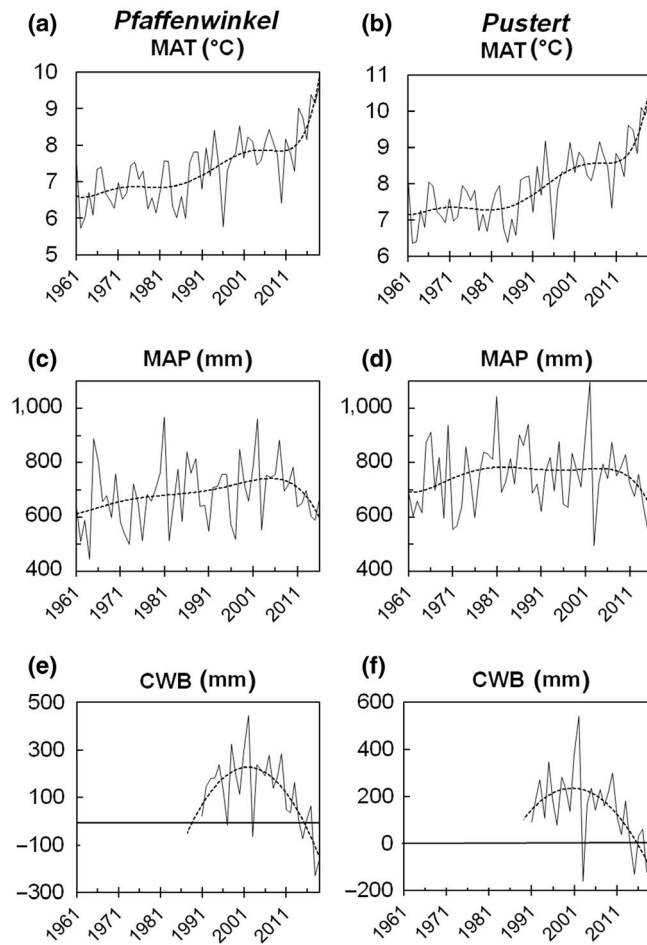 (a) Pfaffenwinkel (b) Pustert
MAT (°C) MAT (°C)
10 11
9 10
8 9
7 8
6 7
5 6
1961 1971 1981 1991 2001 2011 1961 1971 1981 1991 2001 2011
(c) MAP (mm) (d) MAP (mm)
1,000 1,000
800 800
600 600
400 400
1961 1971 1981 1991 2001 2011 1961 1971 1981 1991 2001 2011
(e) CWB (mm) (f) CWB (mm)
500 600
300 400
100 200
−100 0
−300 −200
1961 1971 1981 1991 2001 2011 1961 1971 1981 1991 2001 2011